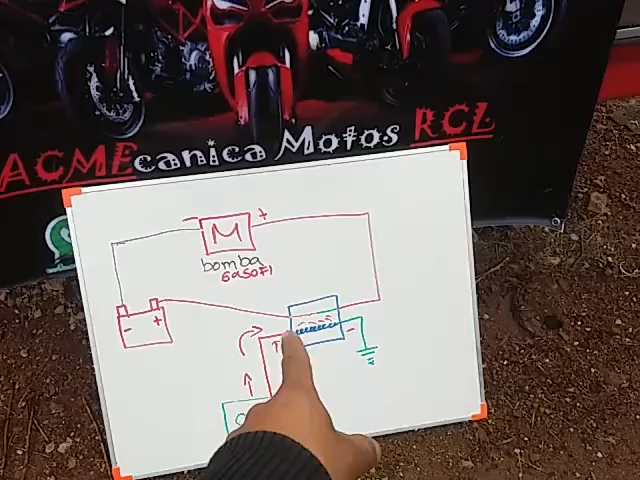 ACMEcanica Motos RCL
- M +
bomba
GASOFI
- +
-